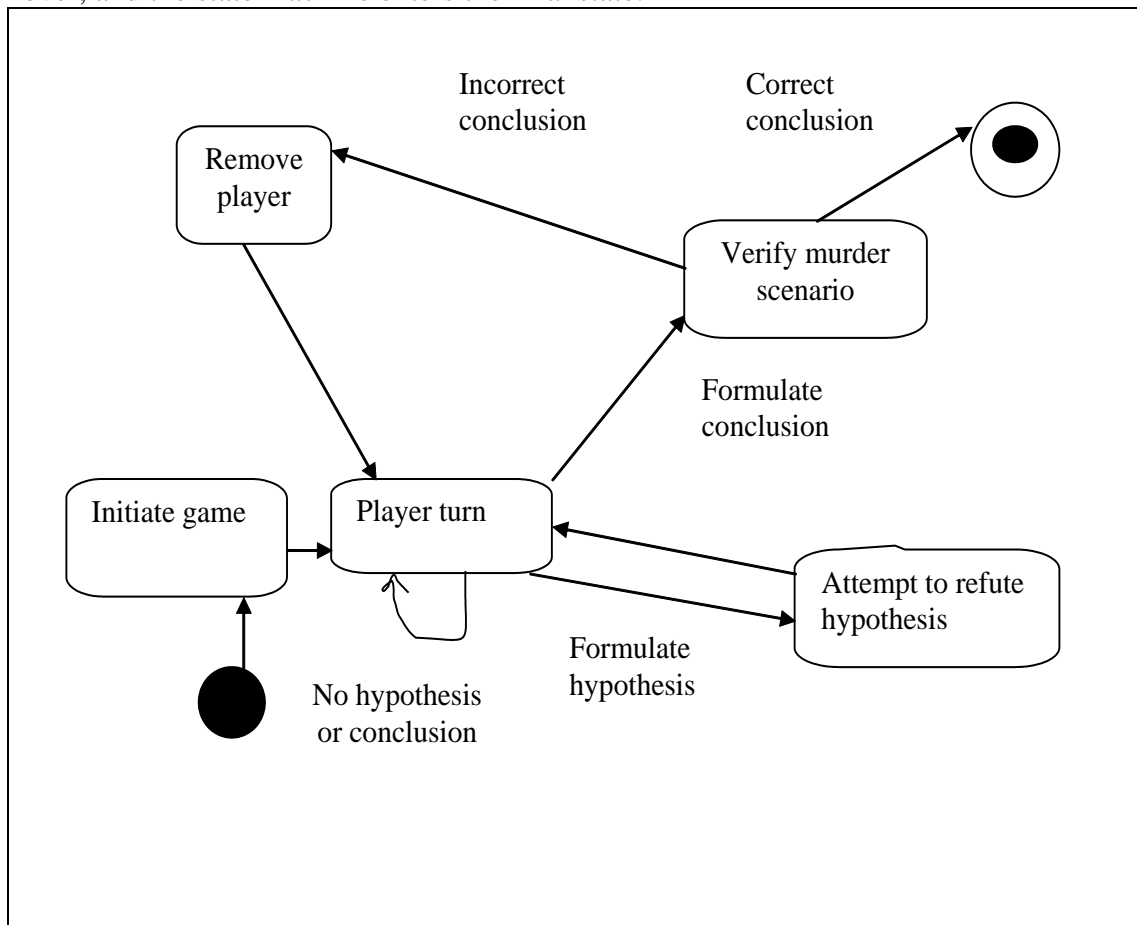 Incorrect
conclusion
Correct
conclusion
Remove
player
Verify murder
scenario
Formulate
conclusion
Initiate game
Player turn
Attempt to refute
hypothesis
Formulate
hypothesis
No hypothesis
or conclusion